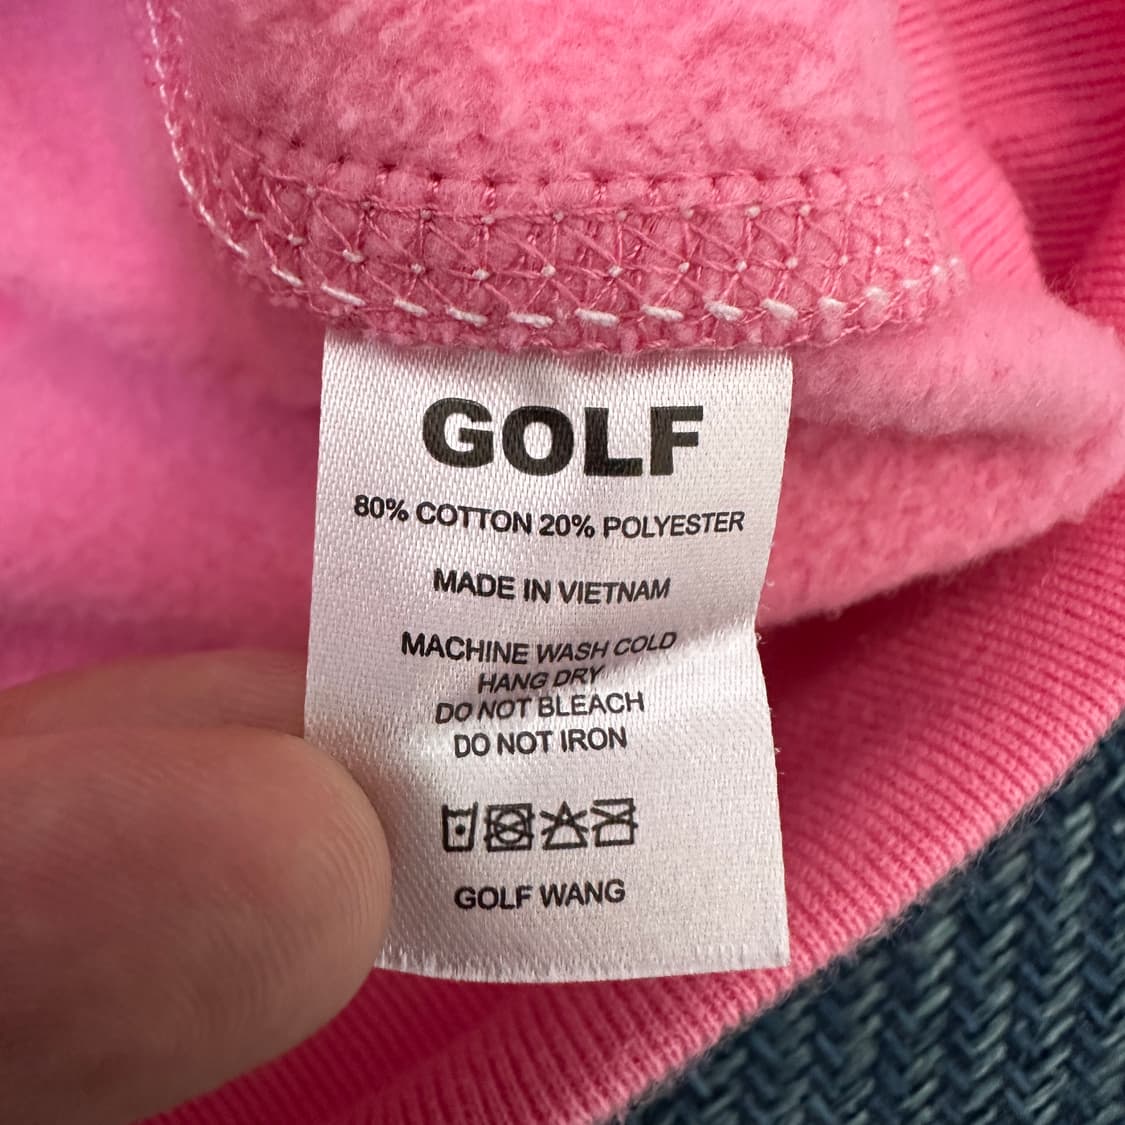 GOLF
80% COTTON 20% POLYESTER
MADE IN VIETNAM
MACHINE WASH COLD
HANG DRY
DO NOT BLEACH
DO NOT IRON
GOLF WANG